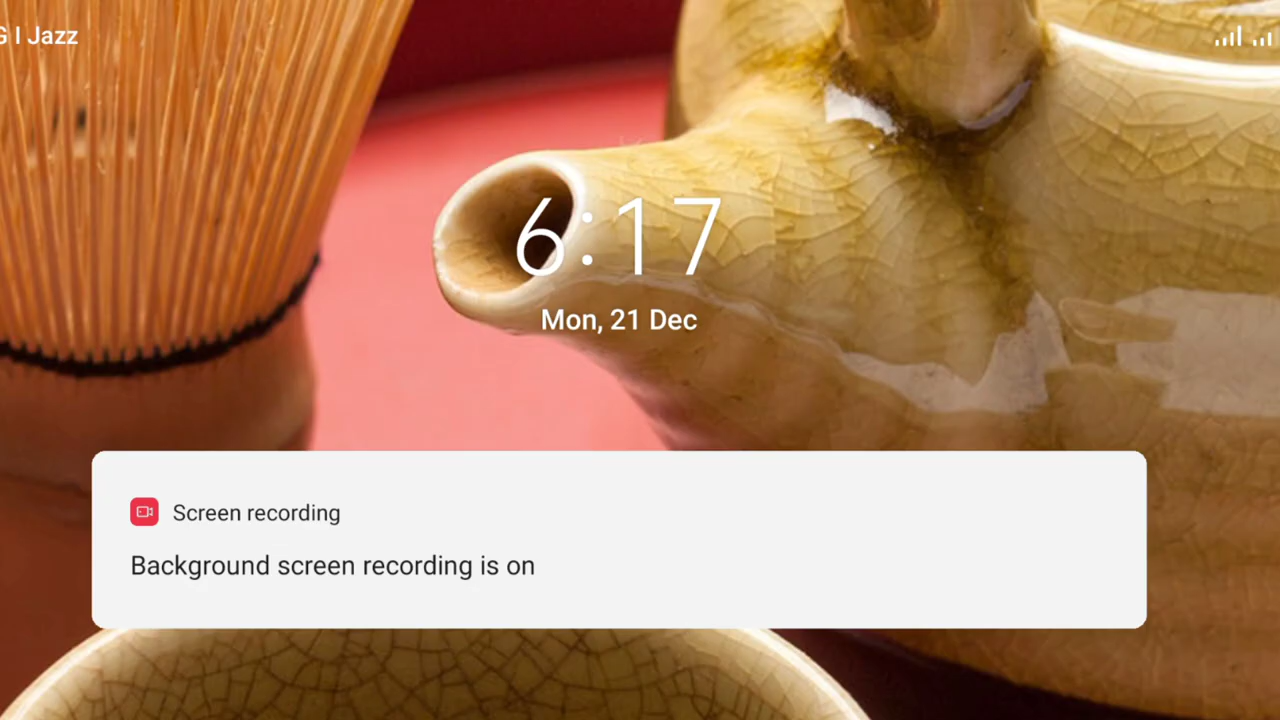 G | Jazz
6:17
Mon, 21 Dec
Screen recording
Background screen recording is on